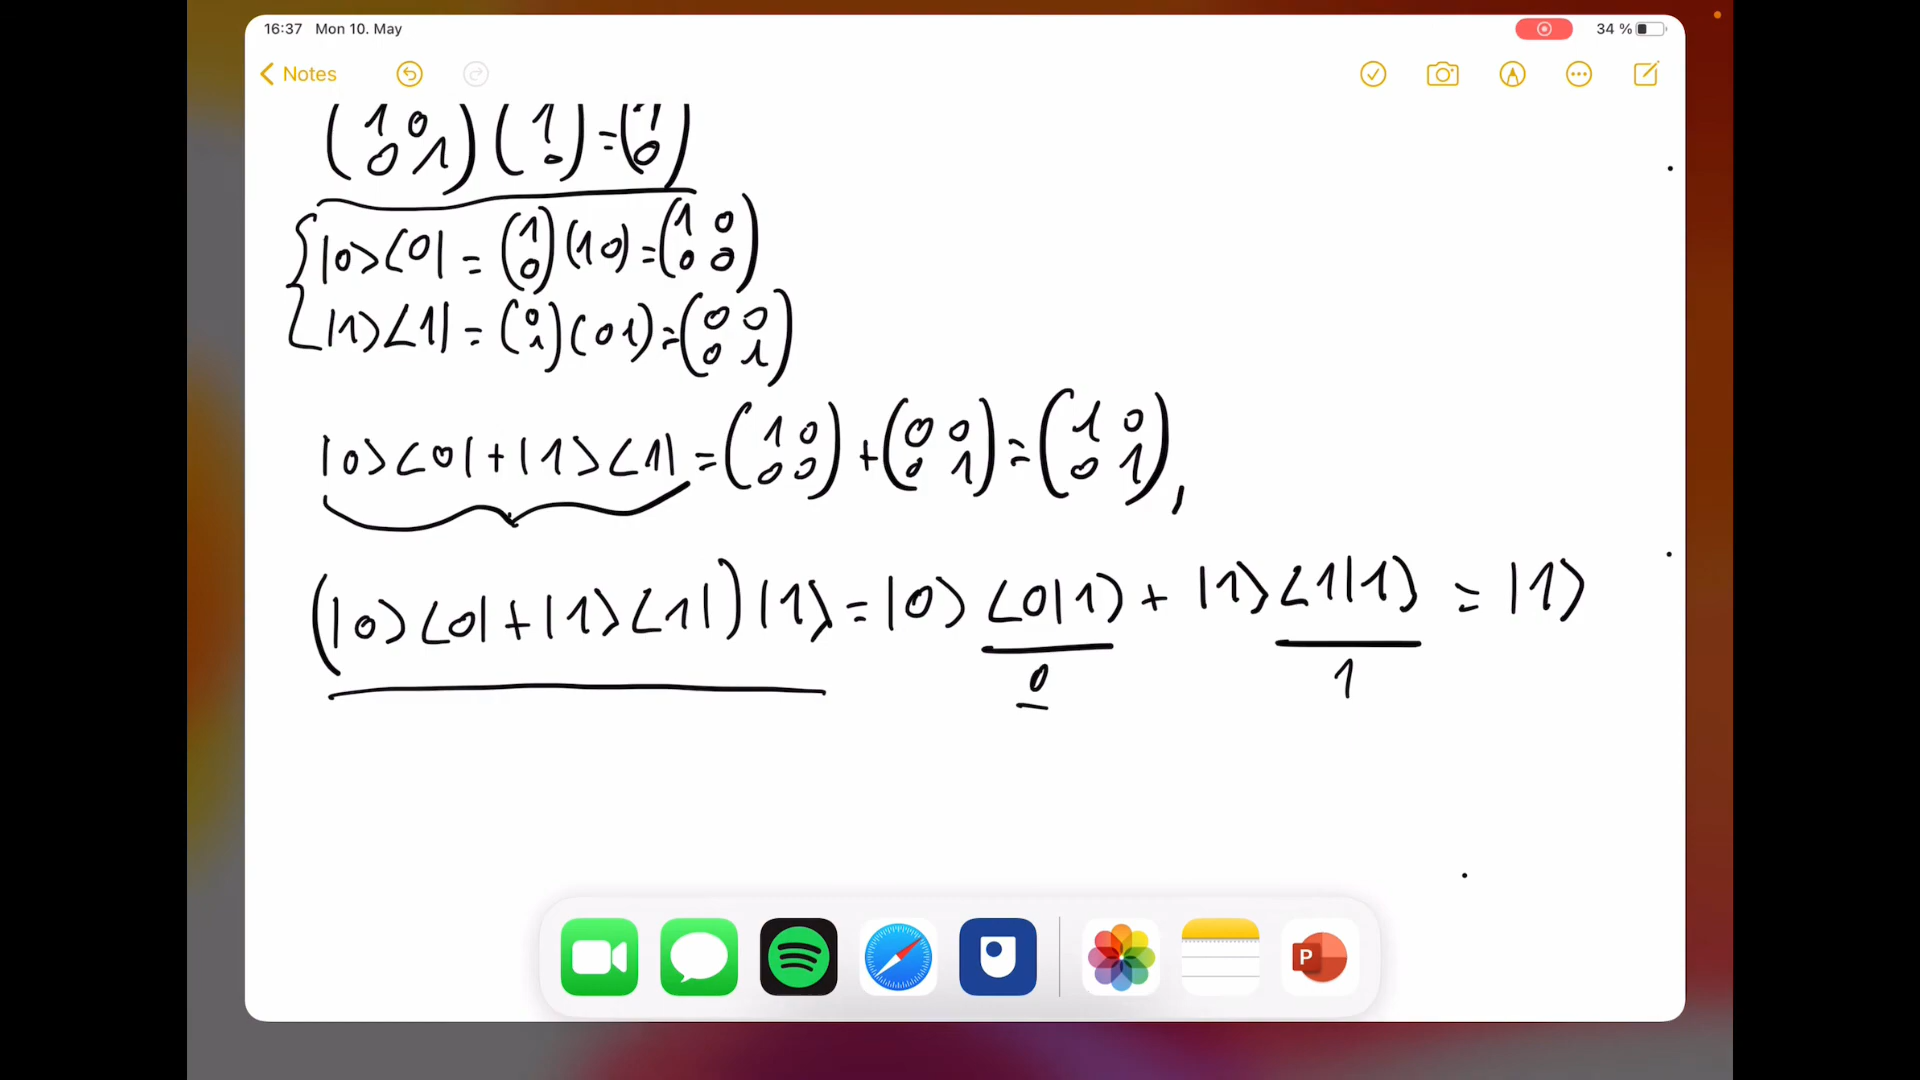 16:37 Mon 10. May 34 %
Notes
(1 0 0 1)(1 0)=(1 0)
|0><0| = (1 0)(1 0)=(1 0 0 0)
|1><1| = (0 1)(0 1)=(0 0 0 1)
|0><0|+|1><1| = (1 0 0 0)+(0 0 0 1)=(1 0 0 1),
(|0><0|+|1><1|)|1> = |0><0|1> + |1><1|1> = |1>
0 1
P